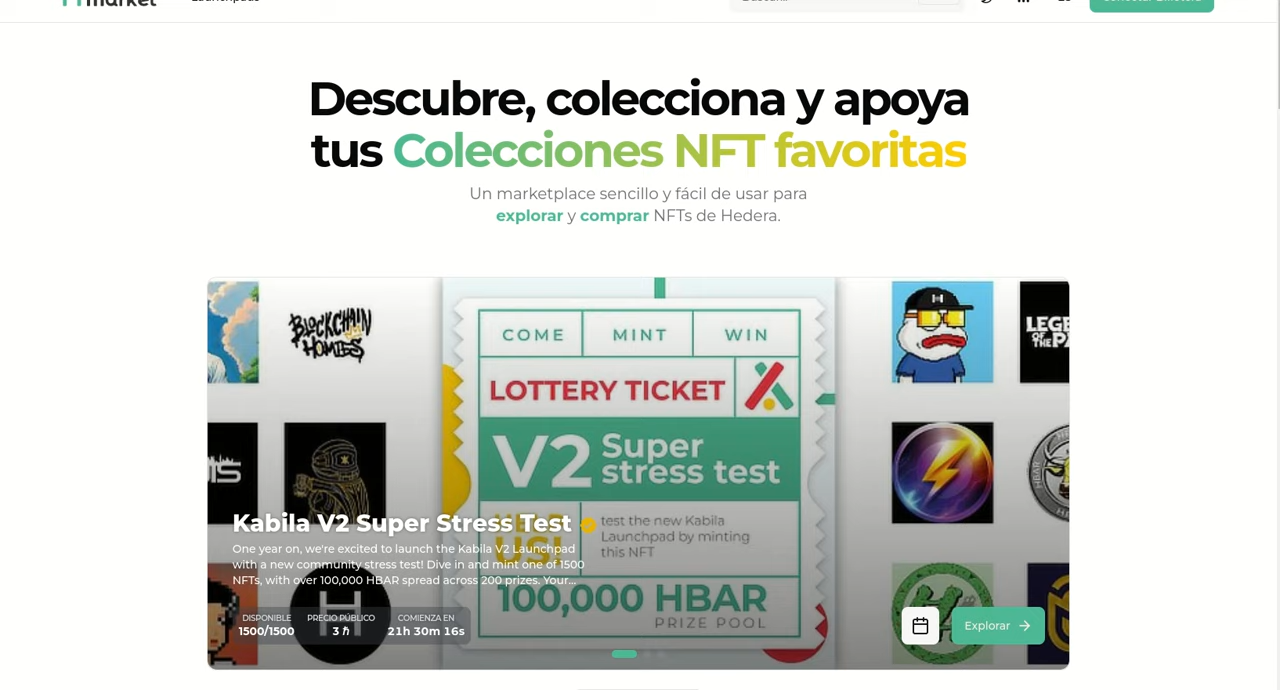 Descubre, colecciona y apoya
tus Colecciones NFT favoritas
Un marketplace sencillo y fácil de usar para
explorar y comprar NFTs de Hedera.
BLOCKCHAIN
HOMIES
COME
MINT
WIN
LOTTERY TICKET
V2 Super
stress test
HELP
US!
test the new Kabila
Launchpad by minting
this NFT
100,000 HBAR
PRIZE POOL
Kabila V2 Super Stress Test
One year on, we're excited to launch the Kabila V2 Launchpad
with a new community stress test! Dive in and mint one of 1500
NFTs, with over 100,000 HBAR spread across 200 prizes. Your...
DISPONIBLE
1500/1500
PRECIO PÚBLICO
3 ℏ
COMIENZA EN
21h 30m 16s
Explorar